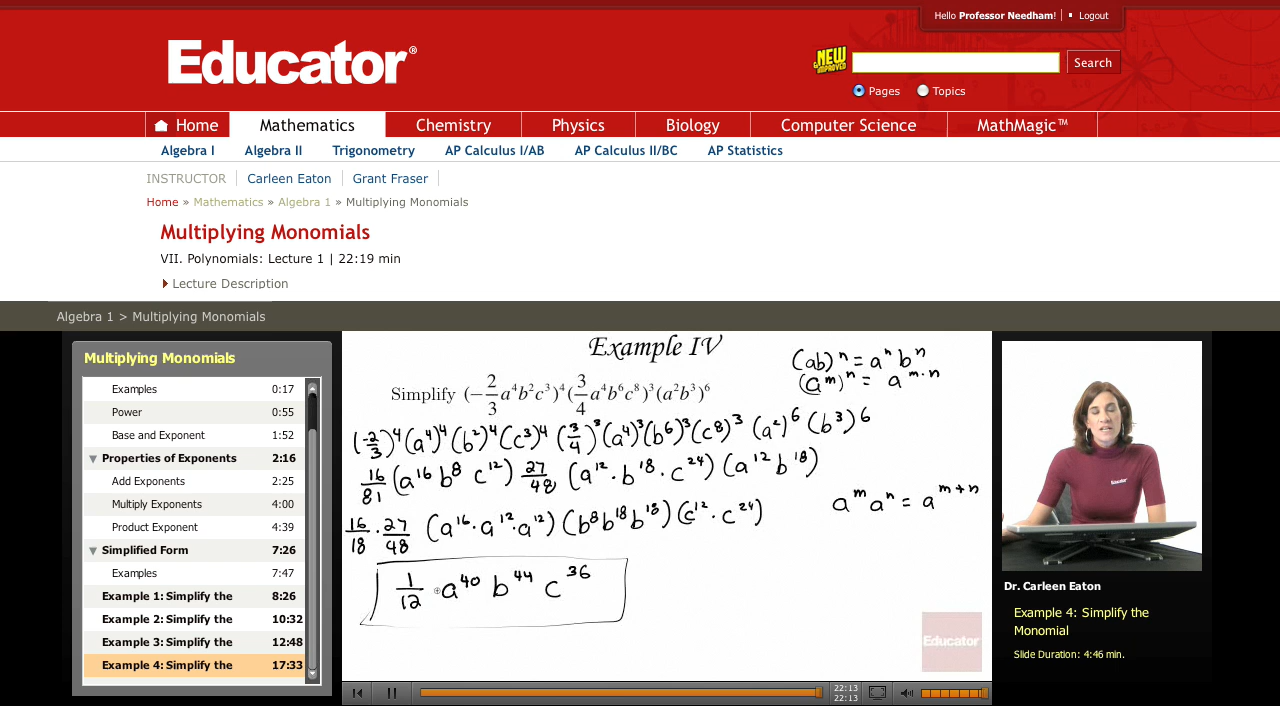 Hello Professor Needham! | Logout
Educator®
NEW & IMPROVED
Search
Pages Topics
Home Mathematics Chemistry Physics Biology Computer Science MathMagic™
Algebra I Algebra II Trigonometry AP Calculus I/AB AP Calculus II/BC AP Statistics
INSTRUCTOR Carleen Eaton Grant Fraser
Home » Mathematics » Algebra 1 » Multiplying Monomials
Multiplying Monomials
VII. Polynomials: Lecture 1 | 22:19 min
Lecture Description
Algebra 1 > Multiplying Monomials
Multiplying Monomials
Examples 0:17
Power 0:55
Base and Exponent 1:52
Properties of Exponents 2:16
Add Exponents 2:25
Multiply Exponents 4:00
Product Exponent 4:39
Simplified Form 7:26
Examples 7:47
Example 1: Simplify the 8:26
Example 2: Simplify the 10:32
Example 3: Simplify the 12:48
Example 4: Simplify the 17:33
Example IV
(ab)ⁿ = aⁿbⁿ
(aᵐ)ⁿ = aᵐ·ⁿ
Simplify (-2/3 a⁴b²c³)⁴(3/4 a⁴b⁶c⁸)³(a²b³)⁶
(-2/3)⁴(a⁴)⁴(b²)⁴(c³)⁴ (3/4)³(a⁴)³(b⁶)³(c⁸)³ (a²)⁶(b³)⁶
16/81 (a¹⁶b⁸c¹²) 27/48 (a¹²·b¹⁸·c²⁴)(a¹²b¹⁸)
aᵐaⁿ = aᵐ⁺ⁿ
16/18 · 27/48 (a¹⁶·a¹²·a¹²)(b⁸b¹⁸b¹⁸)(c¹²·c²⁴)
1/12 a⁴⁰ b⁴⁴ c³⁶
Educator
22:13
22:13
Dr. Carleen Eaton
Example 4: Simplify the
Monomial
Slide Duration: 4:46 min.